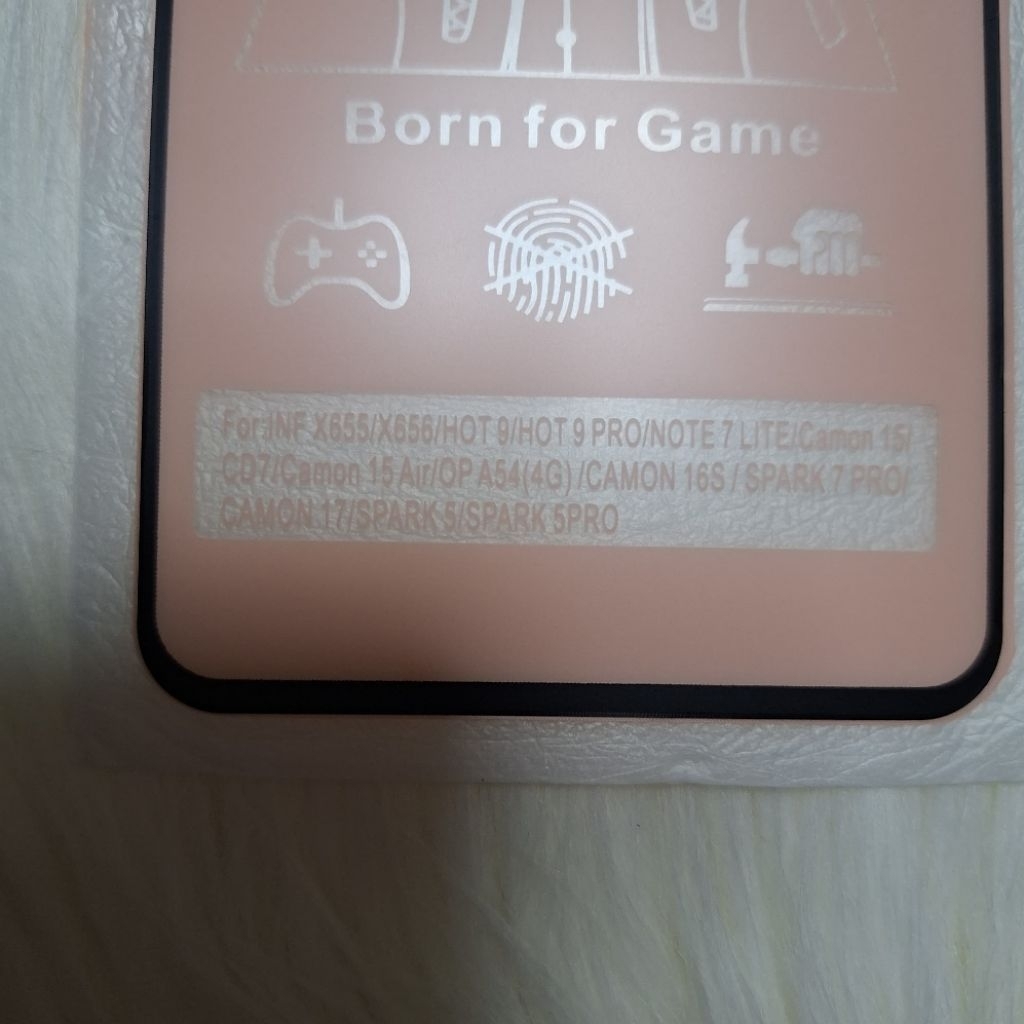 Born for Game
For INF X655/X656/HOT 9/HOT 9 PRO/NOTE 7 LITE/Camon 15/
CD7/Camon 15 Air/OP A54(4G) /CAMON 16S / SPARK 7 PRO/
CAMON 17/SPARK 5/SPARK 5PRO